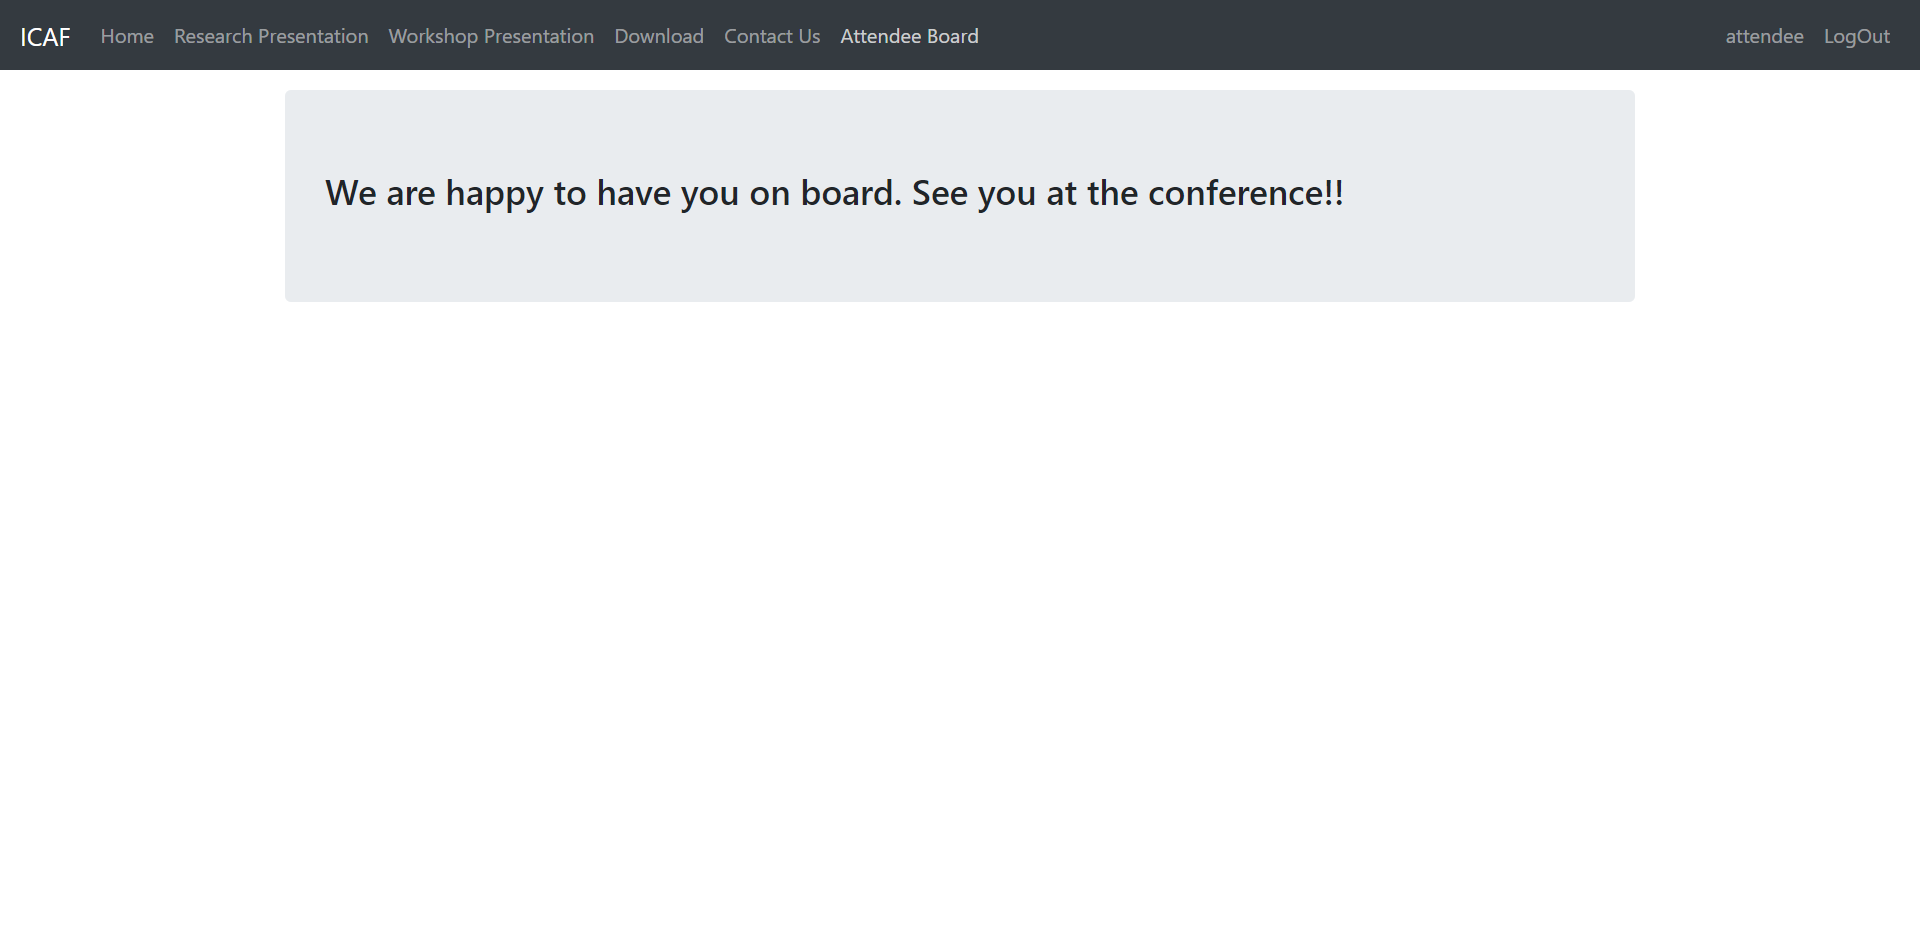 ICAF Home Research Presentation Workshop Presentation Download Contact Us Attendee Board attendee LogOut
We are happy to have you on board. See you at the conference!!